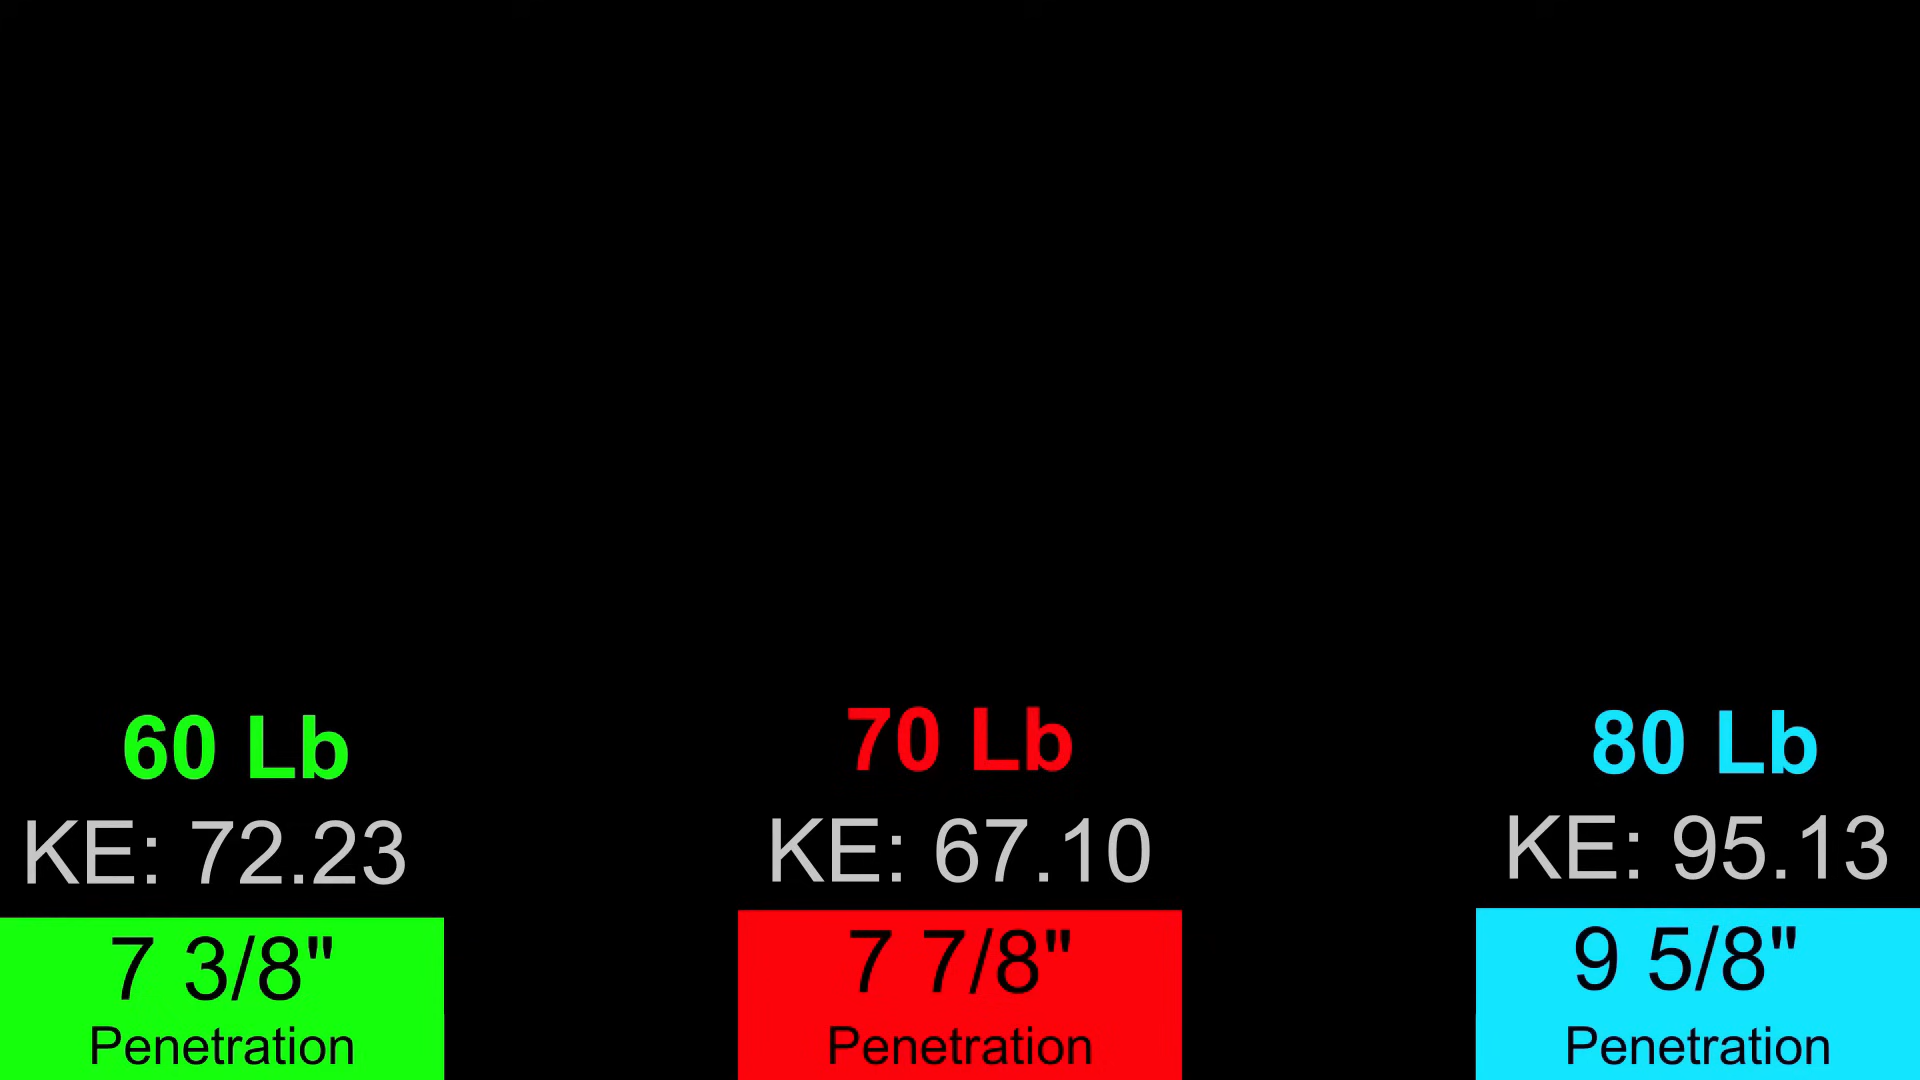 60 Lb
KE: 72.23
7 3/8"
Penetration
70 Lb
KE: 67.10
7 7/8"
Penetration
80 Lb
KE: 95.13
9 5/8"
Penetration